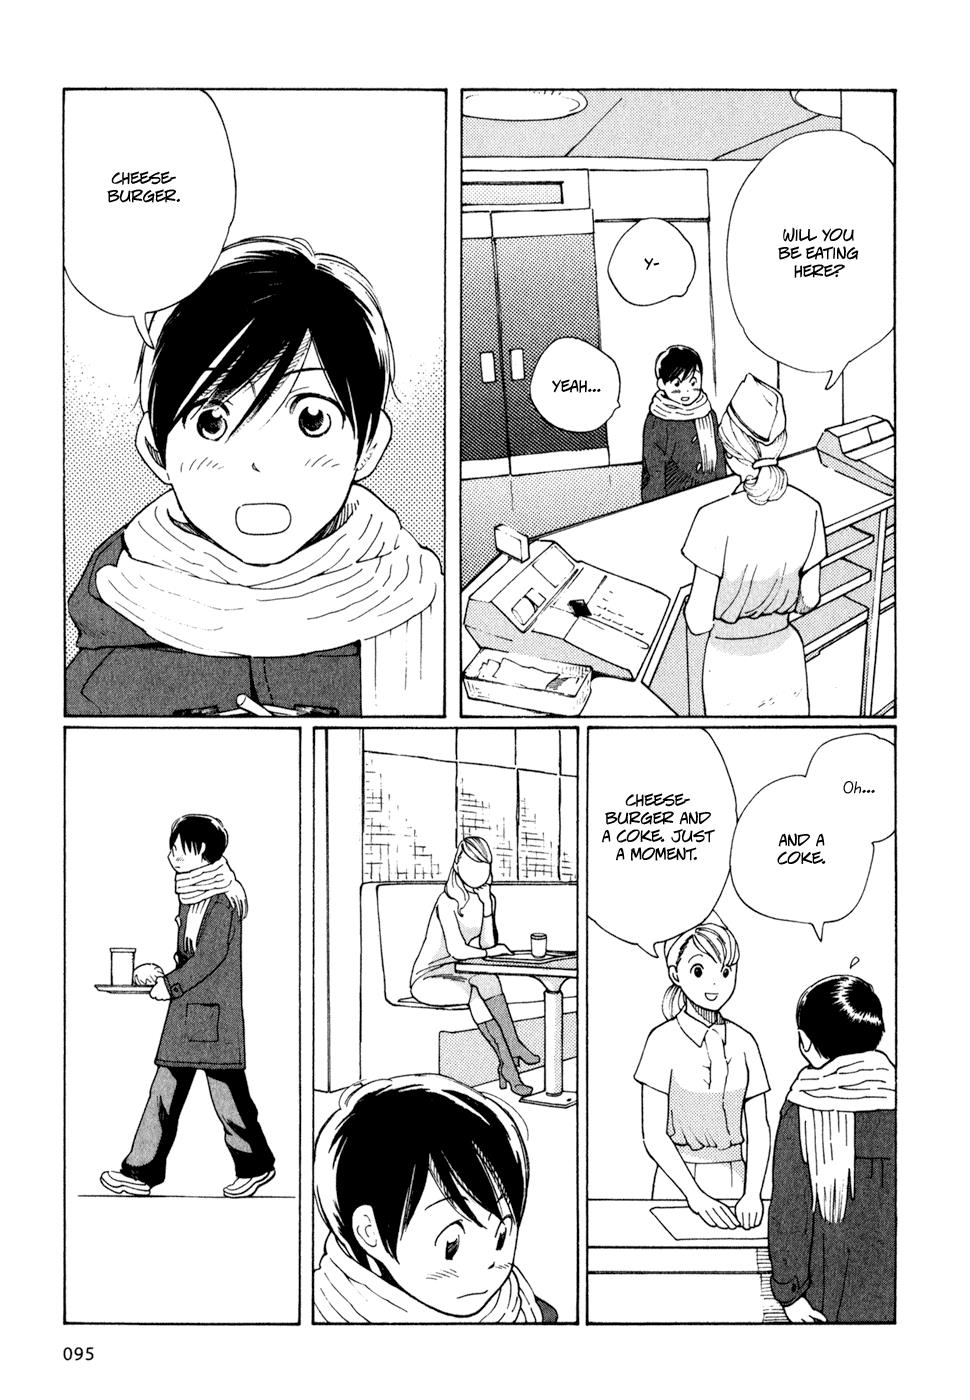 WILL YOU
BE EATING
HERE?
Y-
YEAH...
CHEESE-
BURGER.
Oh...
AND A
COKE.
CHEESE-
BURGER AND
A COKE. JUST
A MOMENT.
095